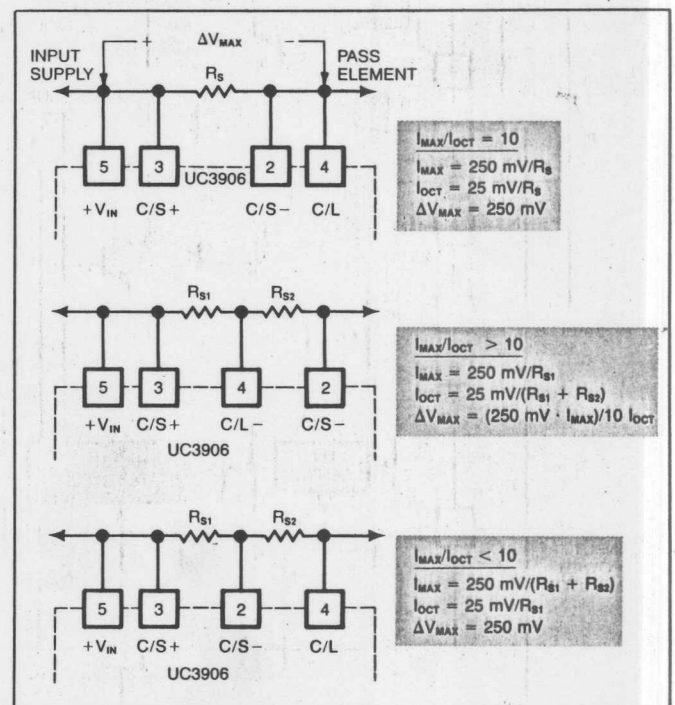 + ΔVMAX −
INPUT SUPPLY
PASS ELEMENT
RS
5 3 2 4
UC3906
+VIN C/S+ C/S− C/L
IMAX/IOCT = 10
IMAX = 250 mV/RS
IOCT = 25 mV/RS
ΔVMAX = 250 mV
RS1 RS2
5 3 4 2
+VIN C/S+ C/L− C/S−
UC3906
IMAX/IOCT > 10
IMAX = 250 mV/RS1
IOCT = 25 mV/(RS1 + RS2)
ΔVMAX = (250 mV · IMAX)/10 IOCT
RS1 RS2
5 3 2 4
+VIN C/S+ C/S− C/L
UC3906
IMAX/IOCT < 10
IMAX = 250 mV/(RS1 + RS2)
IOCT = 25 mV/RS1
ΔVMAX = 250 mV